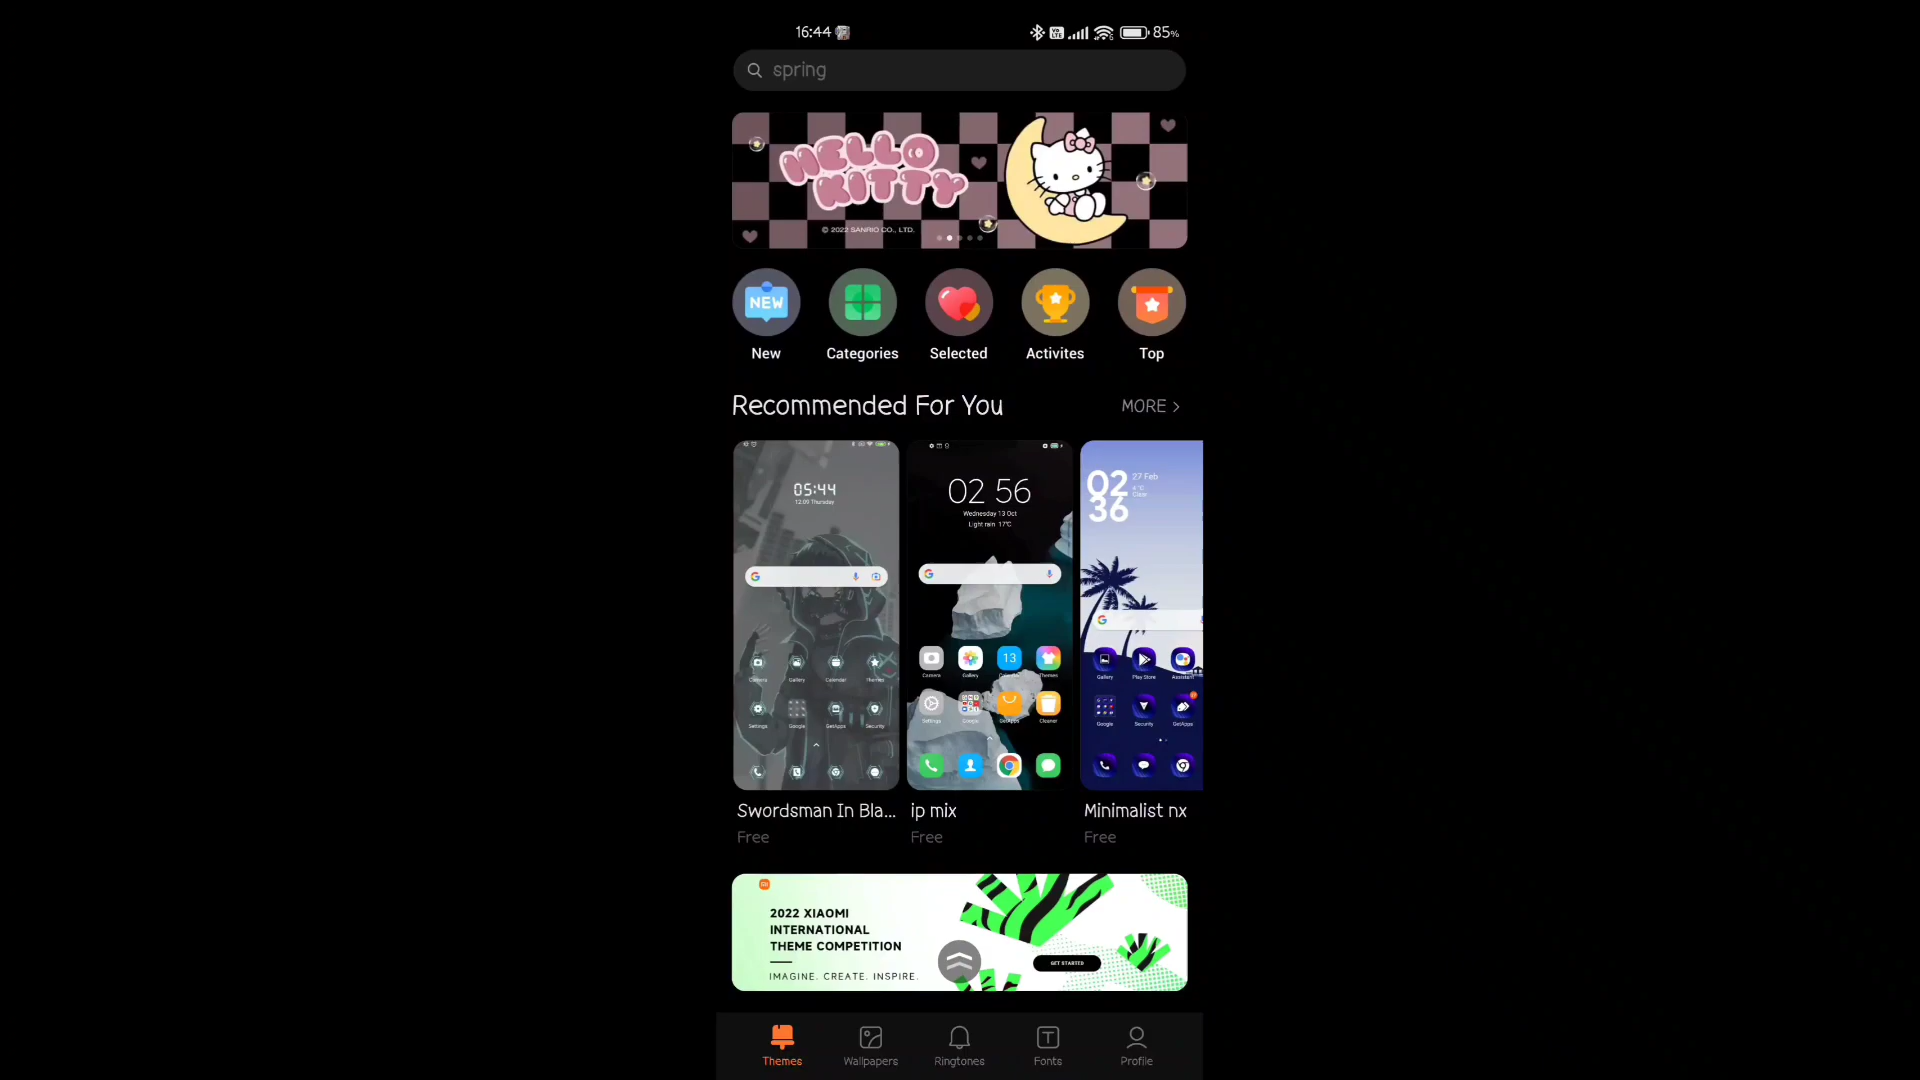 16:44 85%
spring
HELLO
KITTY
© 2022 SANRIO CO., LTD.
NEW
New Categories Selected Activites Top
Recommended For You MORE >
05:44
12.09 Thursday
Camera Gallery Calendar Themes
Settings Google GetApps Security
02 56
Wednesday 13 Oct
Light rain 17°C
13
Camera Gallery Calendar Themes
Settings Google GetApps Cleaner
02 27 Feb
36
Gallery Play Store Assistant
Google Security GetApps
Swordsman In Bla... ip mix Minimalist nx
Free Free Free
2022 XIAOMI
INTERNATIONAL
THEME COMPETITION
IMAGINE. CREATE. INSPIRE.
GET STARTED
Themes Wallpapers Ringtones Fonts Profile